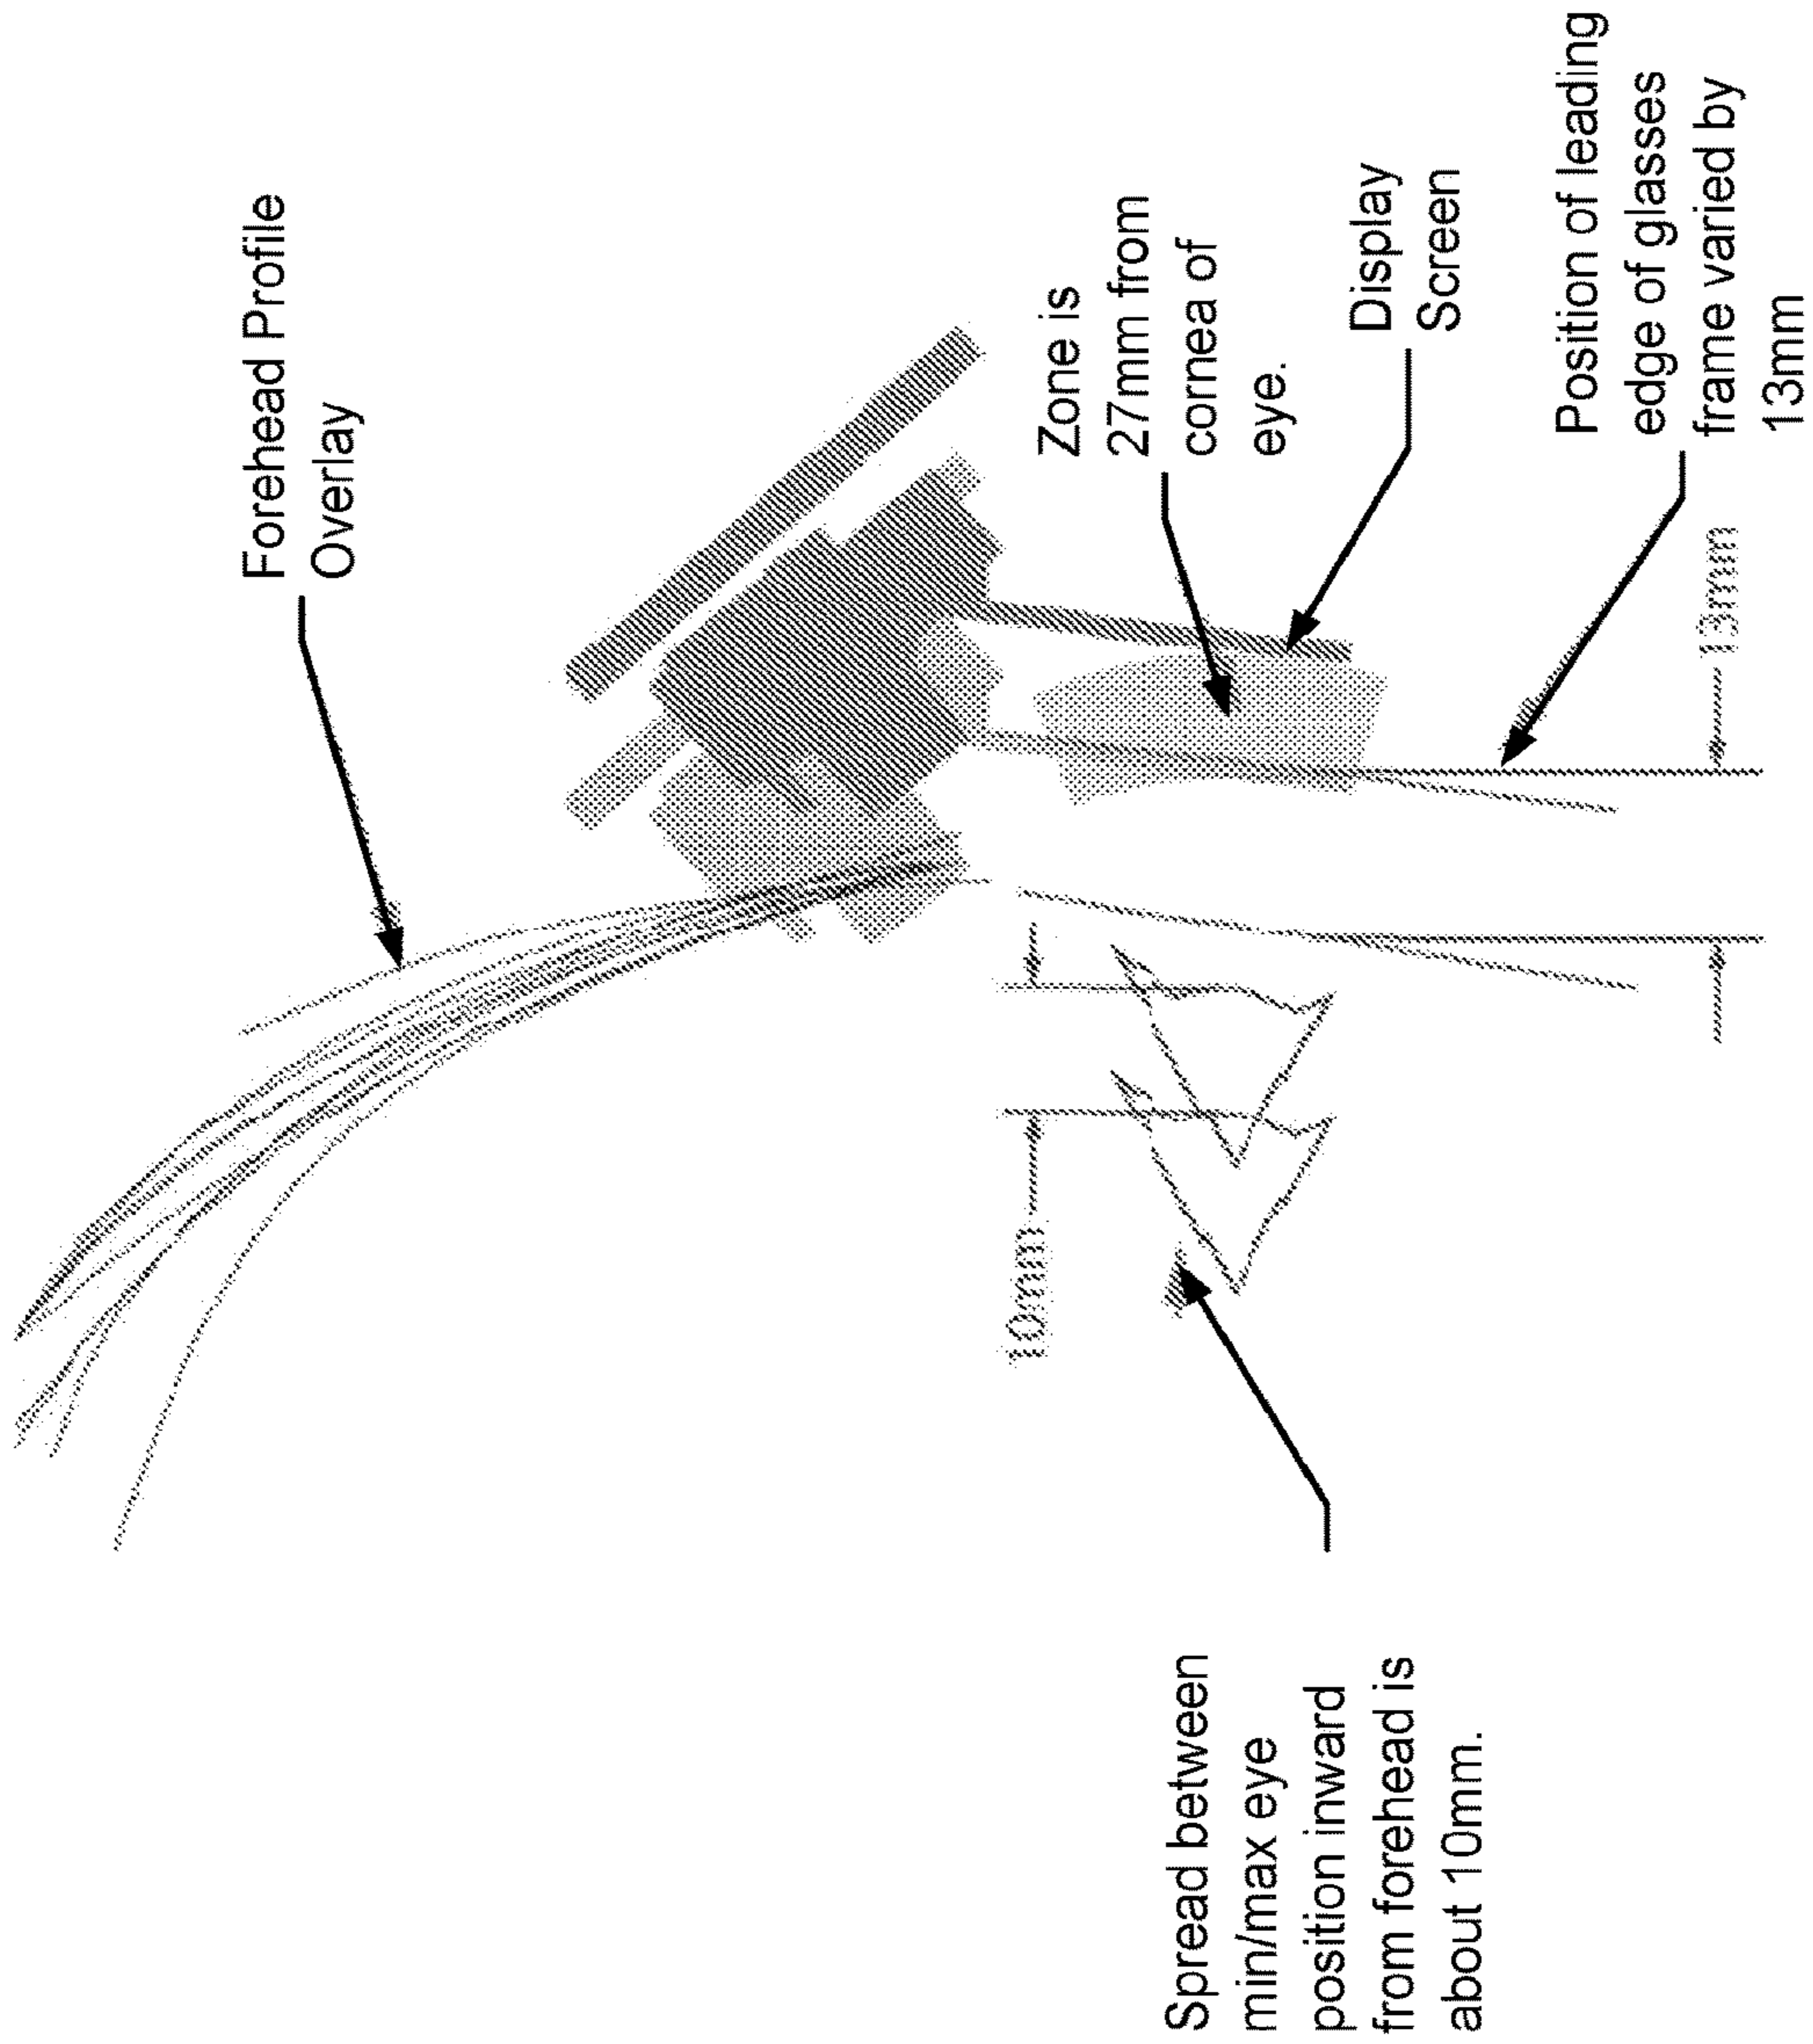 Forehead Profile
Overlay
Zone is
27mm from
cornea of
eye.
Display
Screen
Position of leading
edge of glasses
frame varied by
13mm
13mm
10mm
Spread between
min/max eye
position inward
from forehead is
about 10mm.